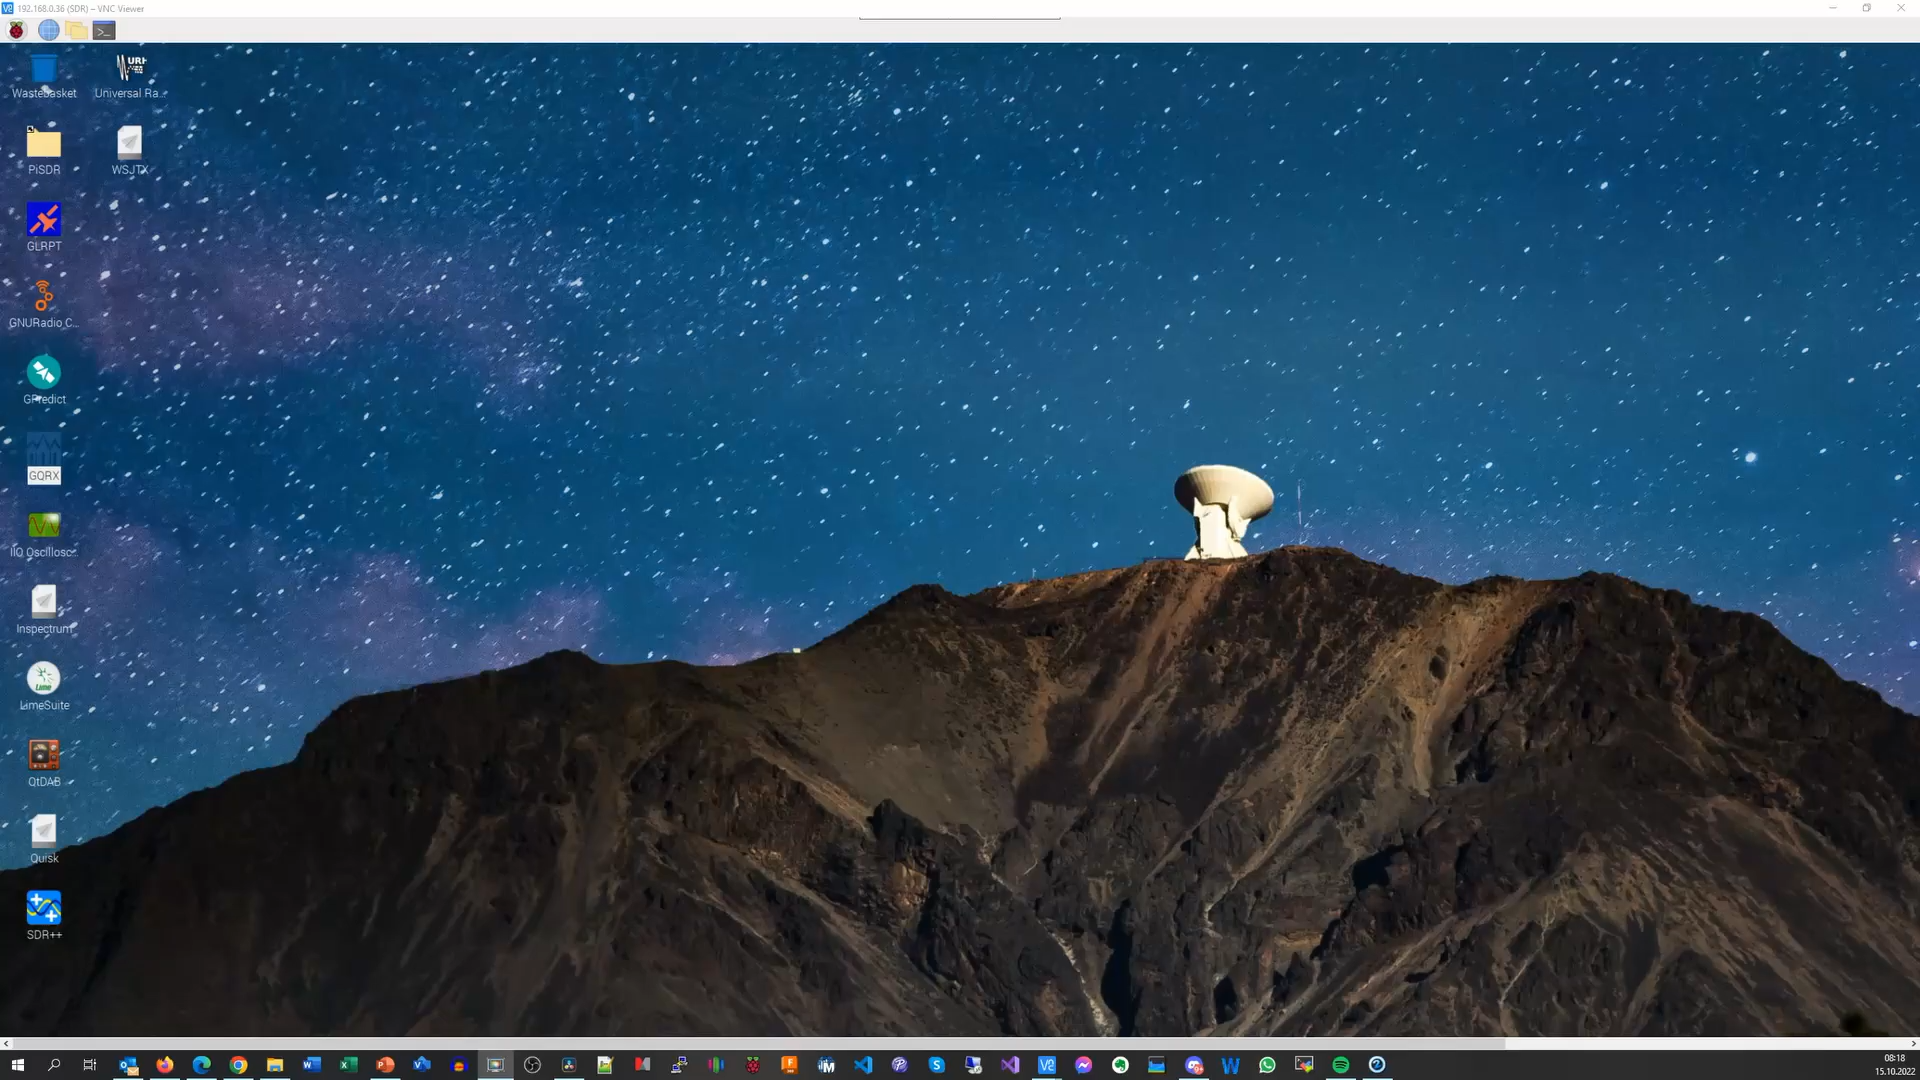 192.168.0.36 (SDR) – VNC Viewer
Wastebasket
Universal Ra...
PiSDR
WSJTX
GLRPT
GNURadio C...
GPredict
GQRX
IIO Oscillosc...
Inspectrum
LimeSuite
QtDAB
Quisk
SDR++
08:18
15.10.2022